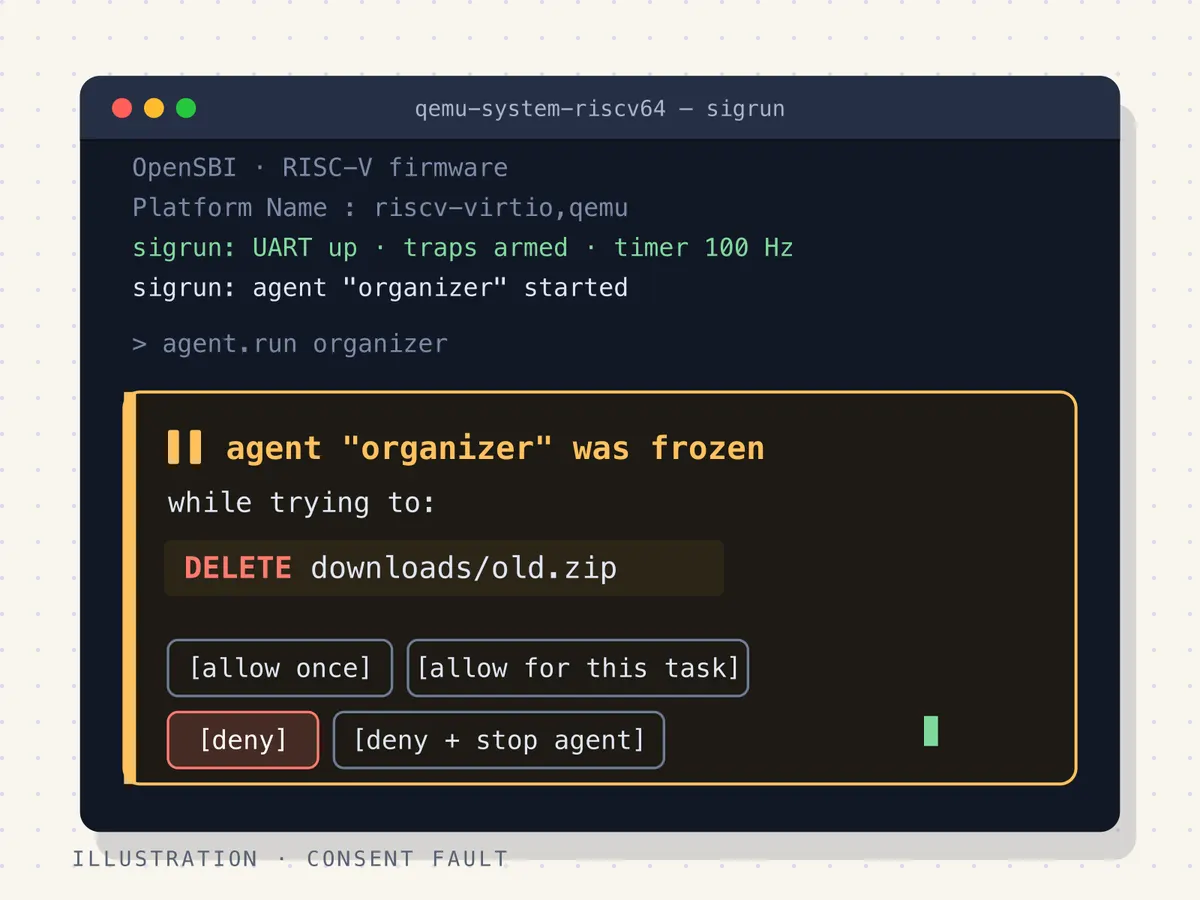 qemu-system-riscv64 — sigrun
OpenSBI · RISC-V firmware
Platform Name : riscv-virtio,qemu
sigrun: UART up · traps armed · timer 100 Hz
sigrun: agent "organizer" started
> agent.run organizer
agent "organizer" was frozen
while trying to:
DELETE downloads/old.zip
[allow once] [allow for this task]
[deny] [deny + stop agent]
ILLUSTRATION · CONSENT FAULT